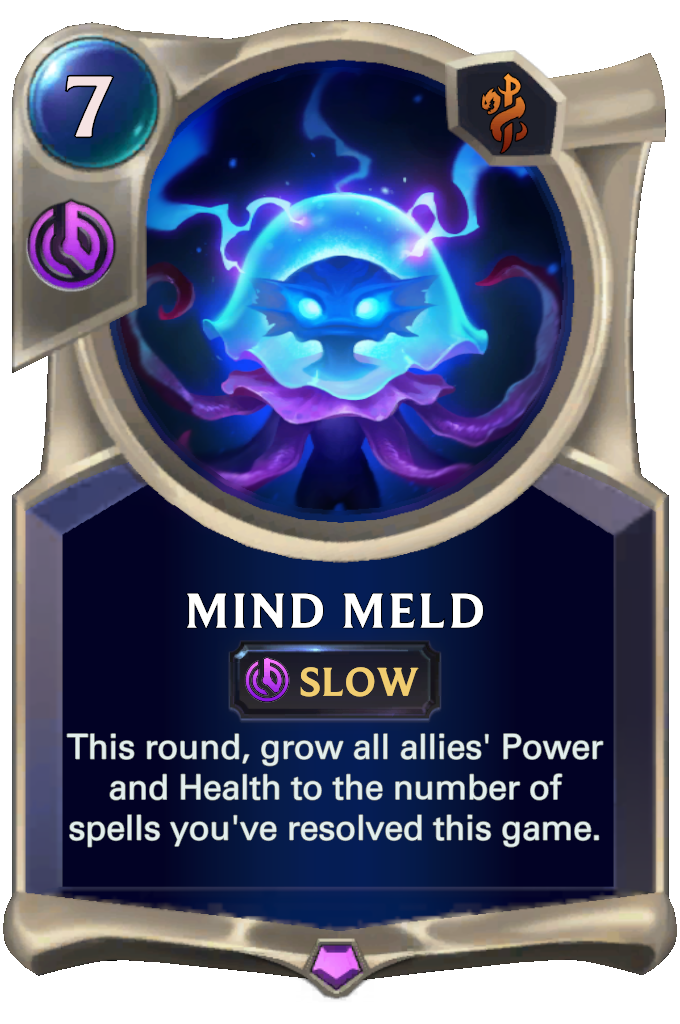 7
MIND MELD
SLOW
This round, grow all allies' Power
and Health to the number of
spells you've resolved this game.